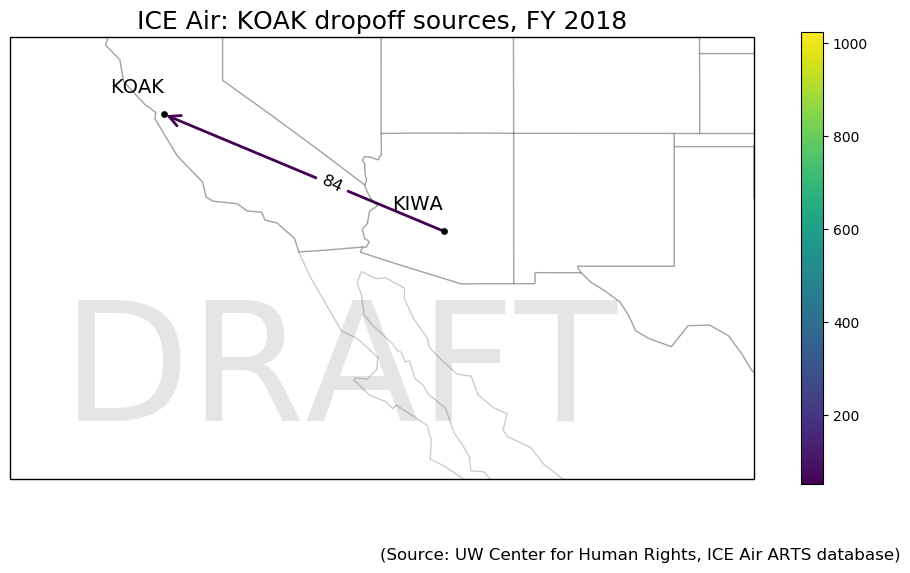 ICE Air: KOAK dropoff sources, FY 2018
KOAK
84
KIWA
DRAFT
1000
800
600
400
200
(Source: UW Center for Human Rights, ICE Air ARTS database)